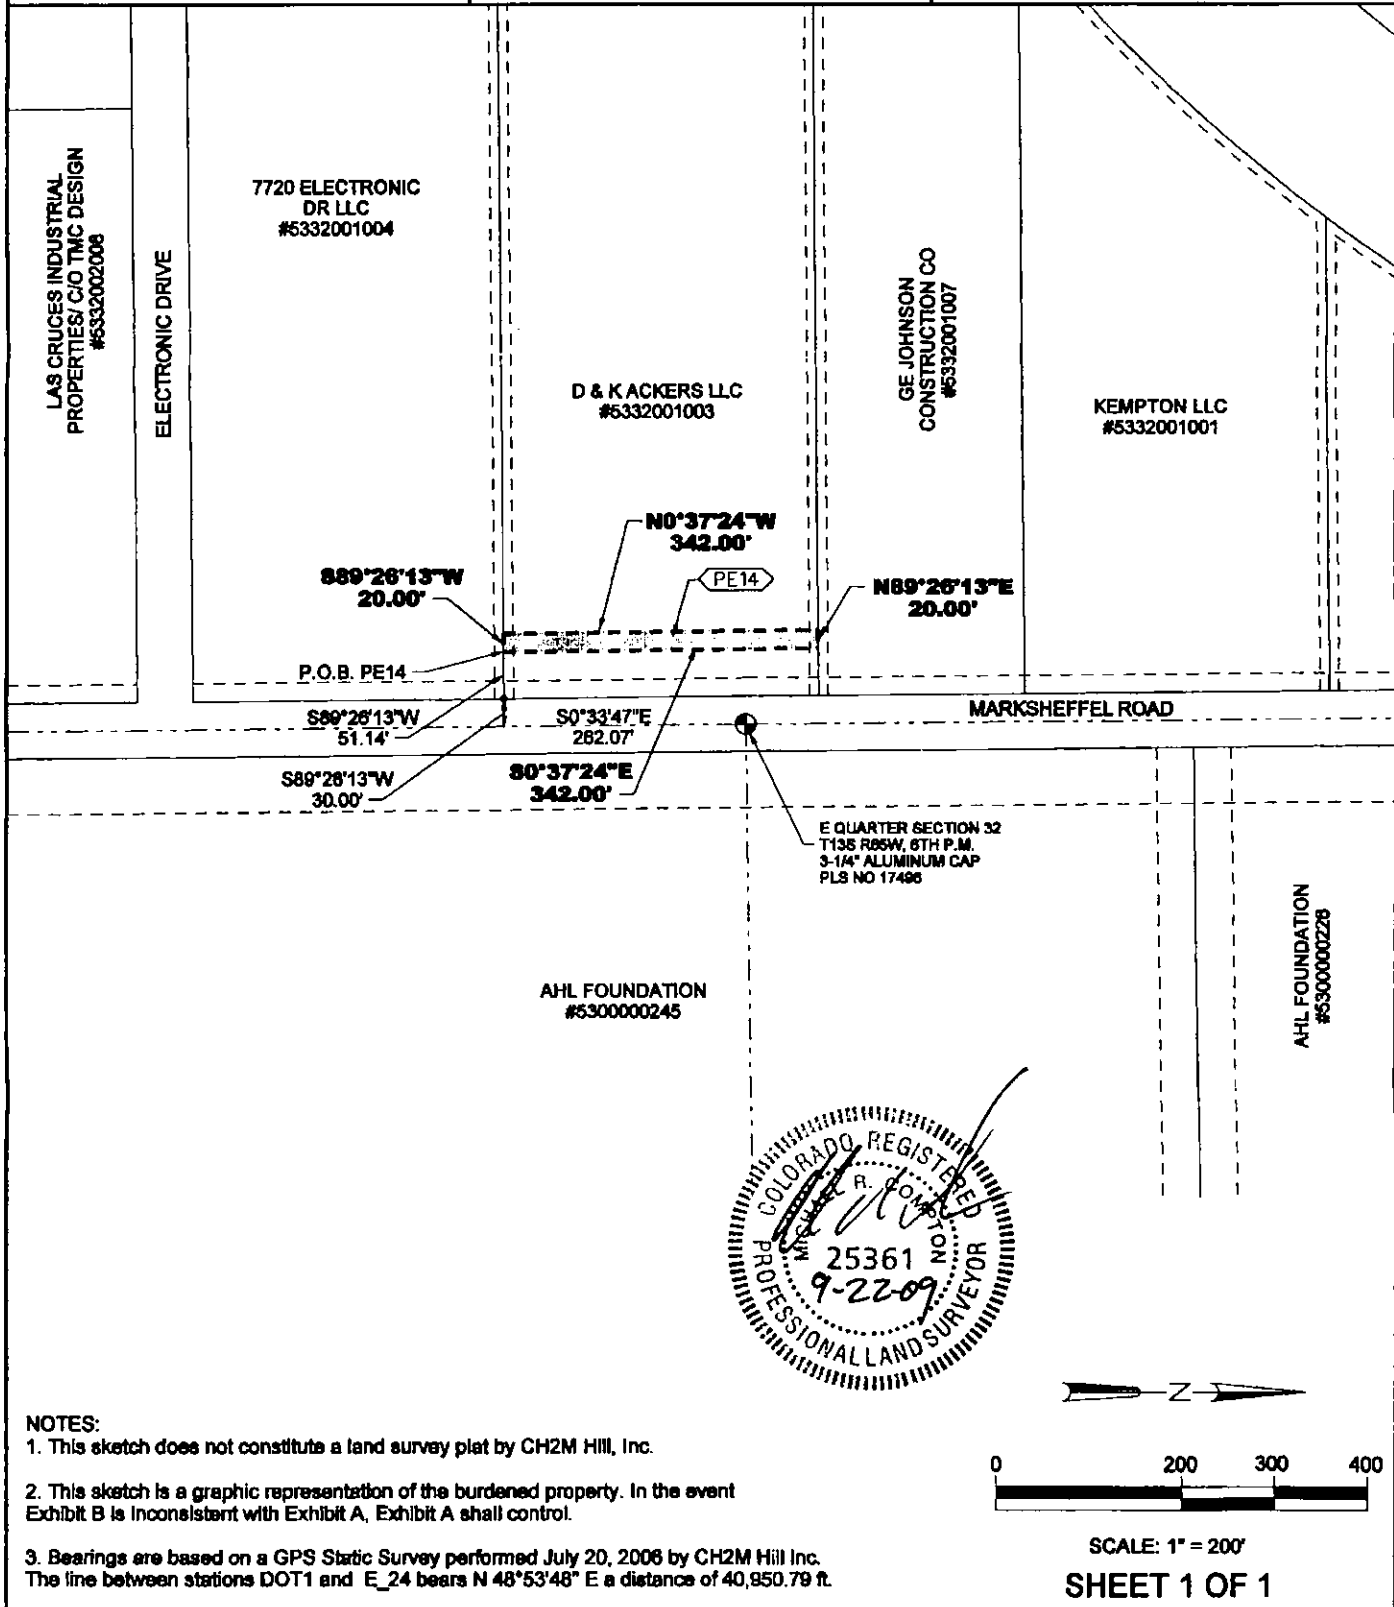 LAS CRUCES INDUSTRIAL
PROPERTIES/ C/O TMC DESIGN
#5332002006
ELECTRONIC DRIVE
7720 ELECTRONIC
DR LLC
#5332001004
D & K ACKERS LLC
#5332001003
GE JOHNSON
CONSTRUCTION CO
#5332001007
KEMPTON LLC
#5332001001
N0°37'24"W
342.00'
PE14
S89°26'13"W
20.00'
N89°26'13"E
20.00'
P.O.B. PE14
S89°26'13"W
51.14'
S0°33'47"E
262.07'
MARKSHEFFEL ROAD
S89°26'13"W
30.00'
S0°37'24"E
342.00'
E QUARTER SECTION 32
T13S R65W, 6TH P.M.
3-1/4" ALUMINUM CAP
PLS NO 17496
AHL FOUNDATION
#5300000245
AHL FOUNDATION
#5300000228
COLORADO REGISTERED
MICHAEL R. COMPTON
25361
9-22-09
PROFESSIONAL LAND SURVEYOR
Z
NOTES:
1. This sketch does not constitute a land survey plat by CH2M Hill, Inc.
2. This sketch is a graphic representation of the burdened property. In the event
Exhibit B is inconsistent with Exhibit A, Exhibit A shall control.
3. Bearings are based on a GPS Static Survey performed July 20, 2006 by CH2M Hill Inc.
The line between stations DOT1 and E_24 bears N 48°53'48" E a distance of 40,950.79 ft.
0 200 300 400
SCALE: 1" = 200'
SHEET 1 OF 1